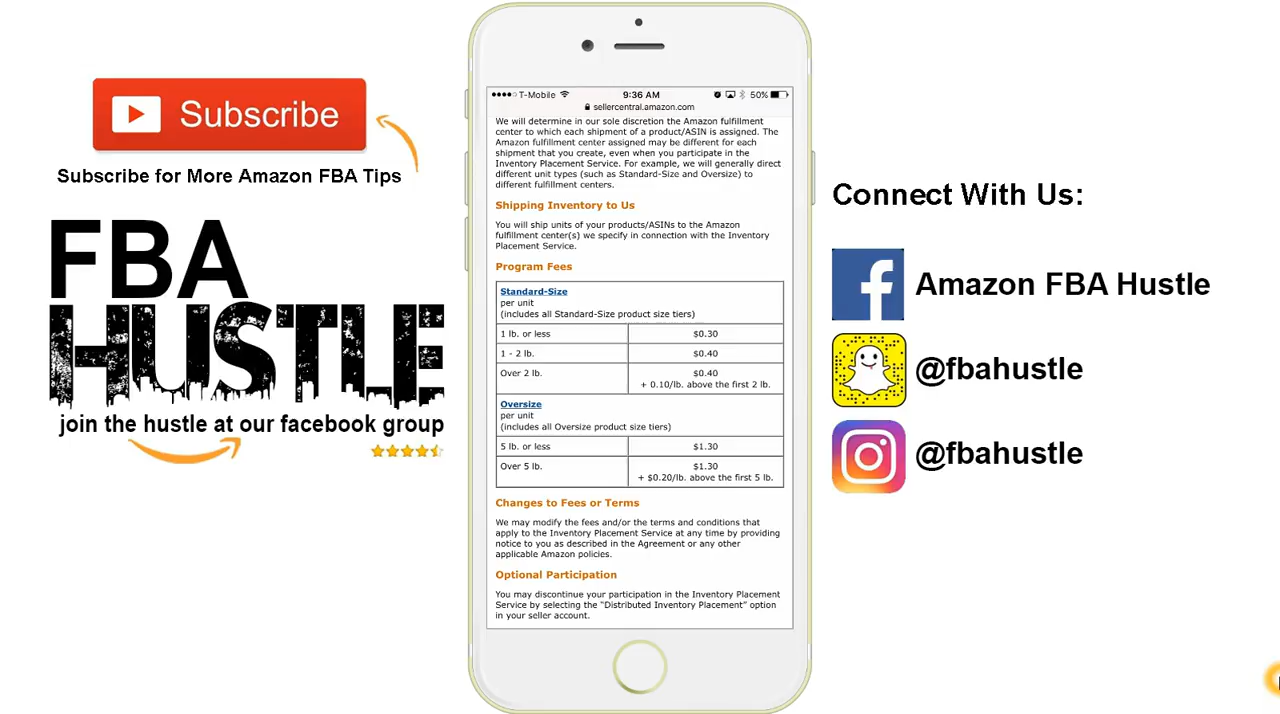 Subscribe
Subscribe for More Amazon FBA Tips
FBA
HUSTLE
join the hustle at our facebook group
T-Mobile 9:36 AM 50%
sellercentral.amazon.com
We will determine in our sole discretion the Amazon fulfillment
center to which each shipment of a product/ASIN is assigned. The
Amazon fulfillment center assigned may be different for each
shipment that you create, even when you participate in the
Inventory Placement Service. For example, we will generally direct
different unit types (such as Standard-Size and Oversize) to
different fulfillment centers.
Shipping Inventory to Us
You will ship units of your products/ASINs to the Amazon
fulfillment center(s) we specify in connection with the Inventory
Placement Service.
Program Fees
Standard-Size
per unit
(includes all Standard-Size product size tiers)
1 lb. or less $0.30
1 - 2 lb. $0.40
Over 2 lb. $0.40
+ 0.10/lb. above the first 2 lb.
Oversize
per unit
(includes all Oversize product size tiers)
5 lb. or less $1.30
Over 5 lb. $1.30
+ $0.20/lb. above the first 5 lb.
Changes to Fees or Terms
We may modify the fees and/or the terms and conditions that
apply to the Inventory Placement Service at any time by providing
notice to you as described in the Agreement or any other
applicable Amazon policies.
Optional Participation
You may discontinue your participation in the Inventory Placement
Service by selecting the “Distributed Inventory Placement” option
in your seller account.
Connect With Us:
Amazon FBA Hustle
@fbahustle
@fbahustle